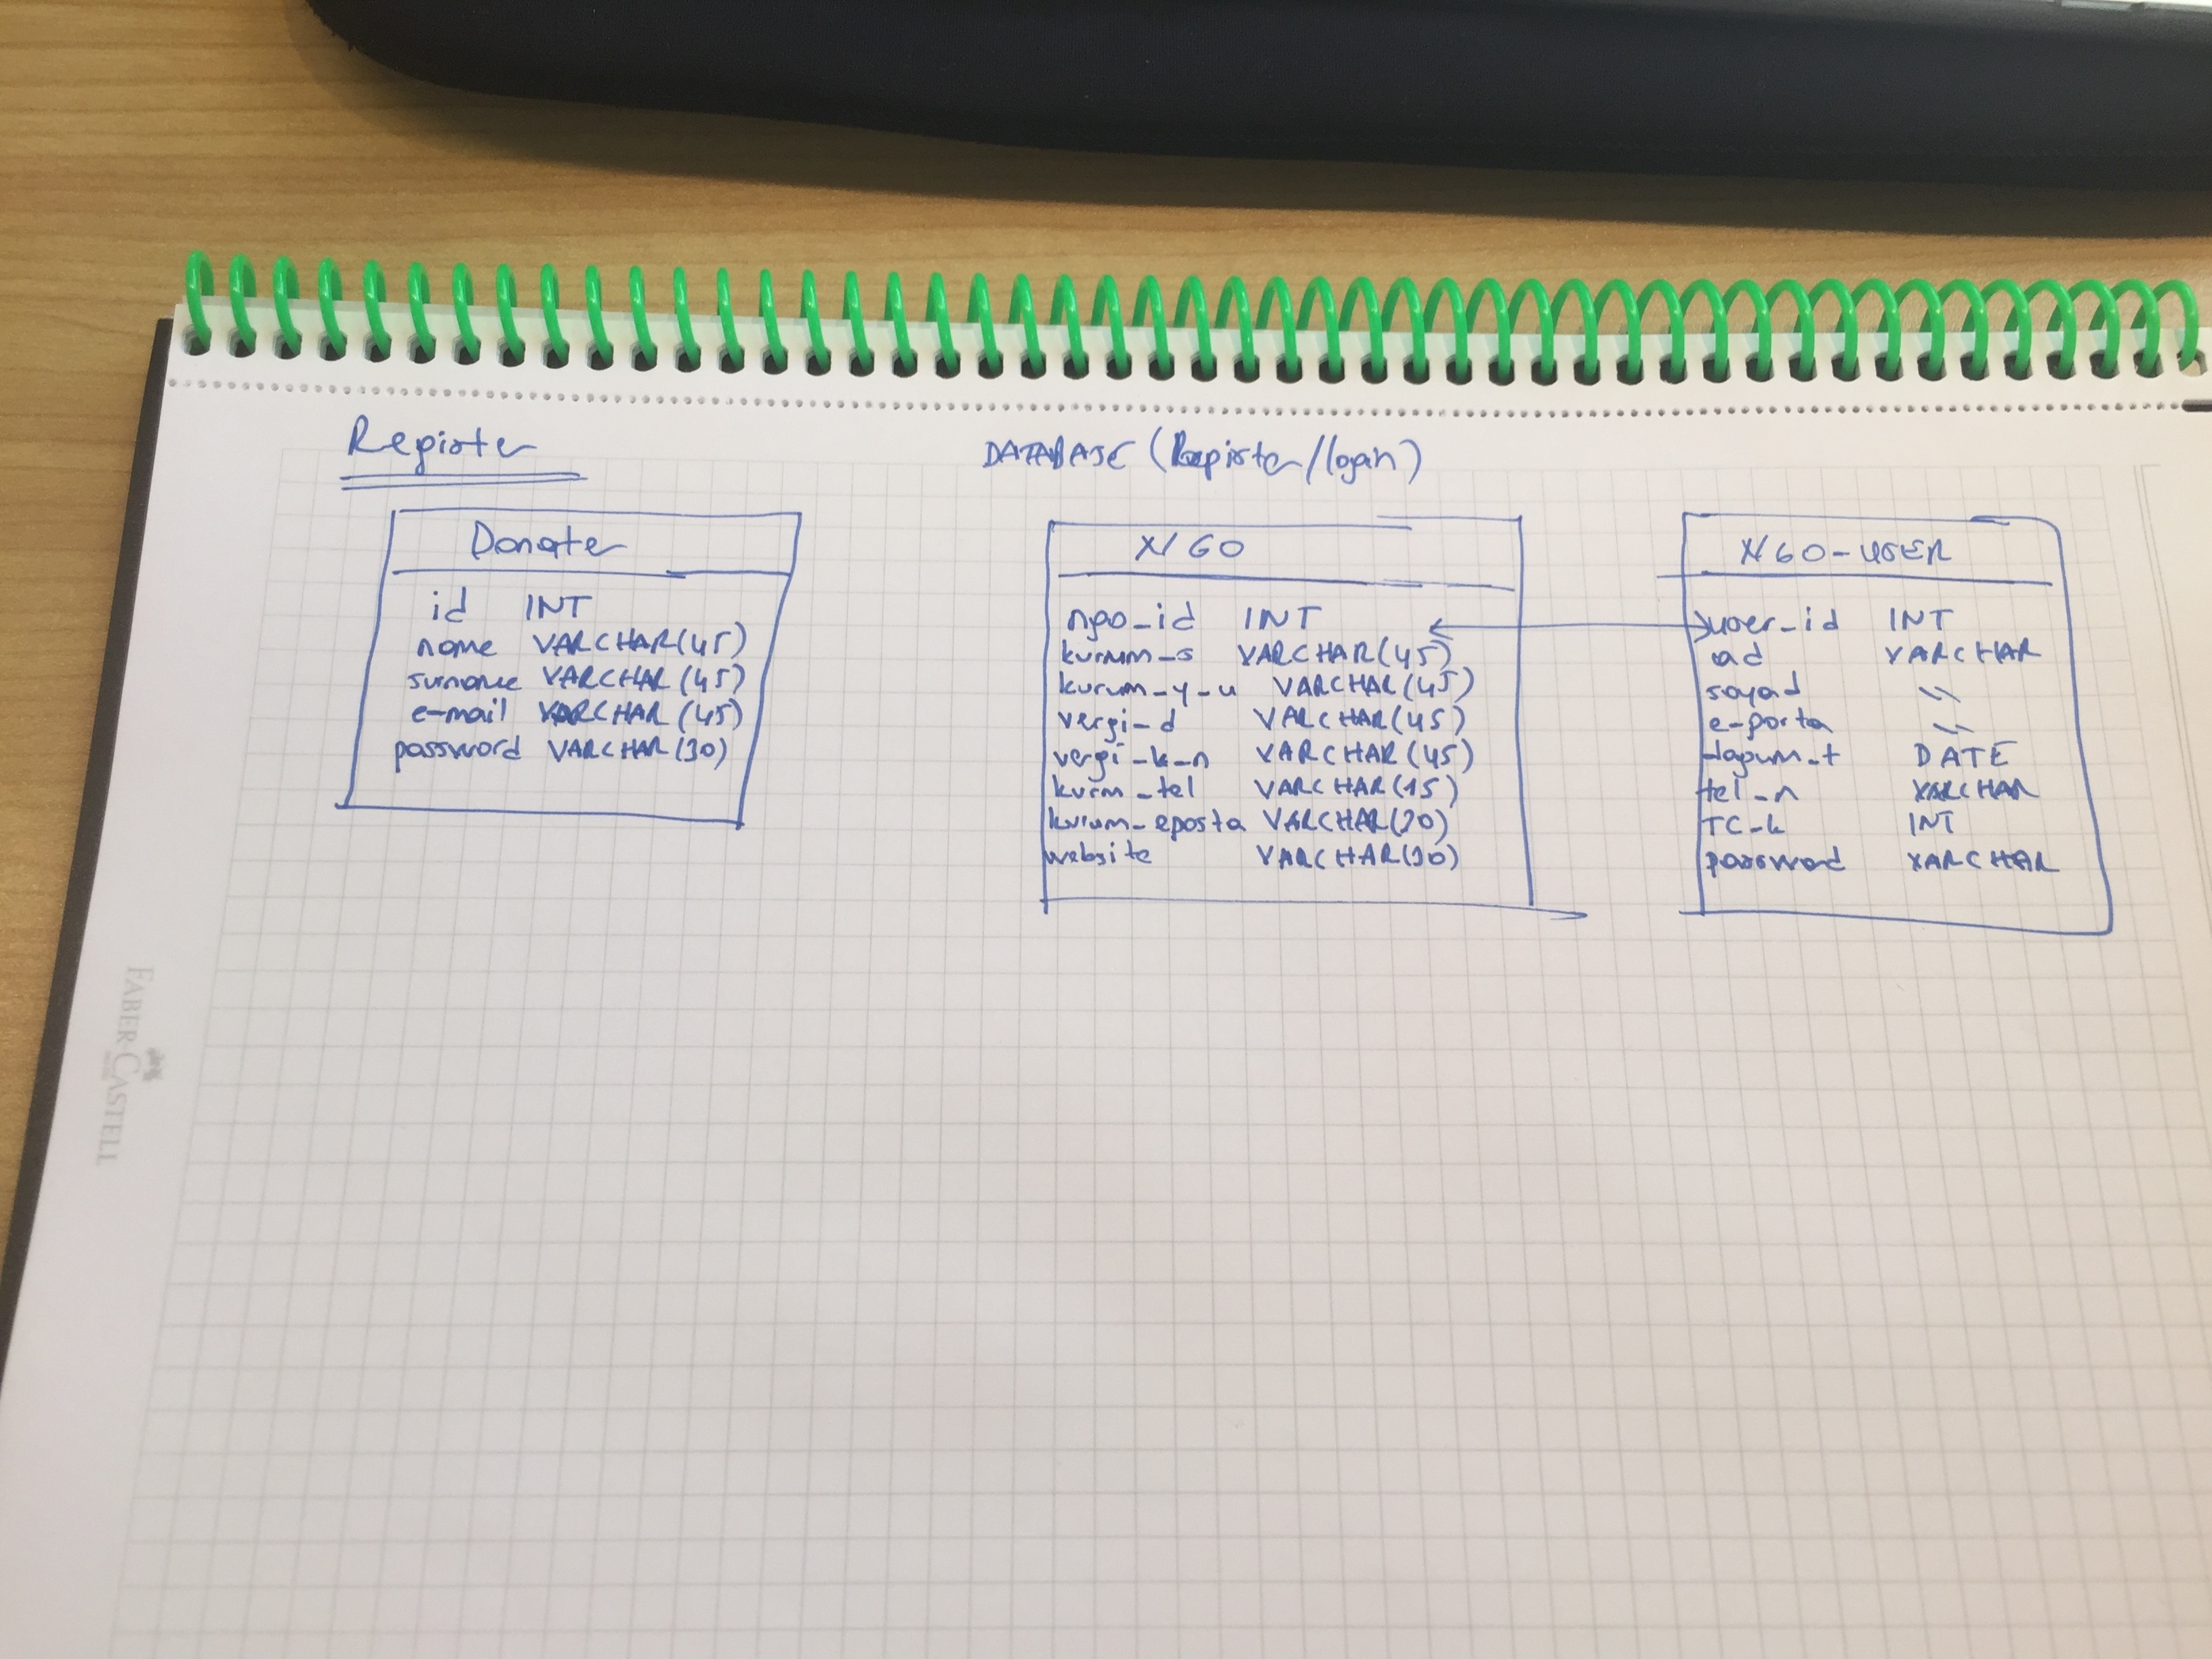 Register
DATABASE (Register/login)
Donater
id INT
name VARCHAR(45)
surname VARCHAR(45)
e-mail VARCHAR(45)
password VARCHAR(30)
NGO
ngo_id INT
kurum_s VARCHAR(45)
kurum_y_u VARCHAR(45)
vergi_d VARCHAR(45)
vergi_k_n VARCHAR(45)
kurm_tel VARCHAR(15)
kurum_eposta VARCHAR(20)
website VARCHAR(30)
NGO-USER
user_id INT
ad VARCHAR
soyad "
e-posta "
dogum_t DATE
tel_n VARCHAR
TC_k INT
password VARCHAR
FABER CASTELL